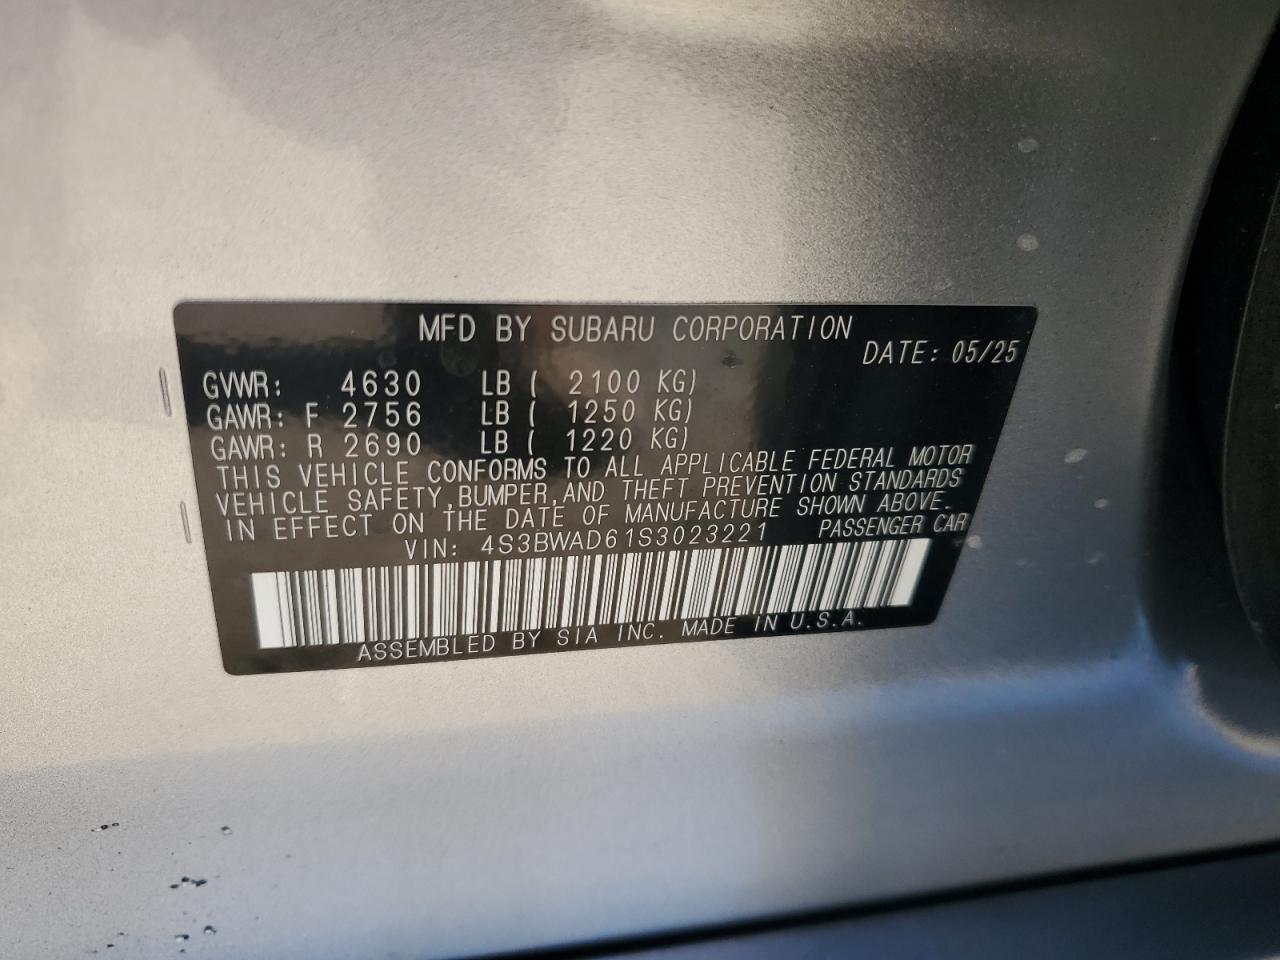 MFD BY SUBARU CORPORATION
DATE: 05/25
GVWR: 4630 LB ( 2100 KG)
GAWR: F 2756 LB ( 1250 KG)
GAWR: R 2690 LB ( 1220 KG)
THIS VEHICLE CONFORMS TO ALL APPLICABLE FEDERAL MOTOR
VEHICLE SAFETY,BUMPER,AND THEFT PREVENTION STANDARDS
IN EFFECT ON THE DATE OF MANUFACTURE SHOWN ABOVE.
PASSENGER CAR
VIN: 4S3BWAD61S3023221
ASSEMBLED BY SIA INC. MADE IN U.S.A.